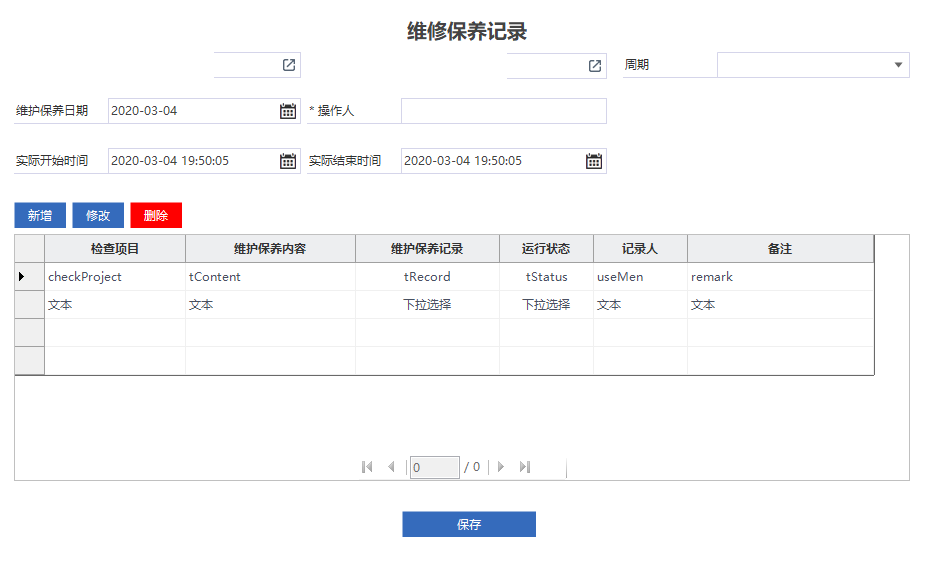 维修保养记录
周期
维护保养日期 2020-03-04 * 操作人
实际开始时间 2020-03-04 19:50:05 实际结束时间 2020-03-04 19:50:05
新增 修改 删除
检查项目 维护保养内容 维护保养记录 运行状态 记录人 备注
checkProject tContent tRecord tStatus useMen remark
文本 文本 下拉选择 下拉选择 文本 文本
0 / 0
保存